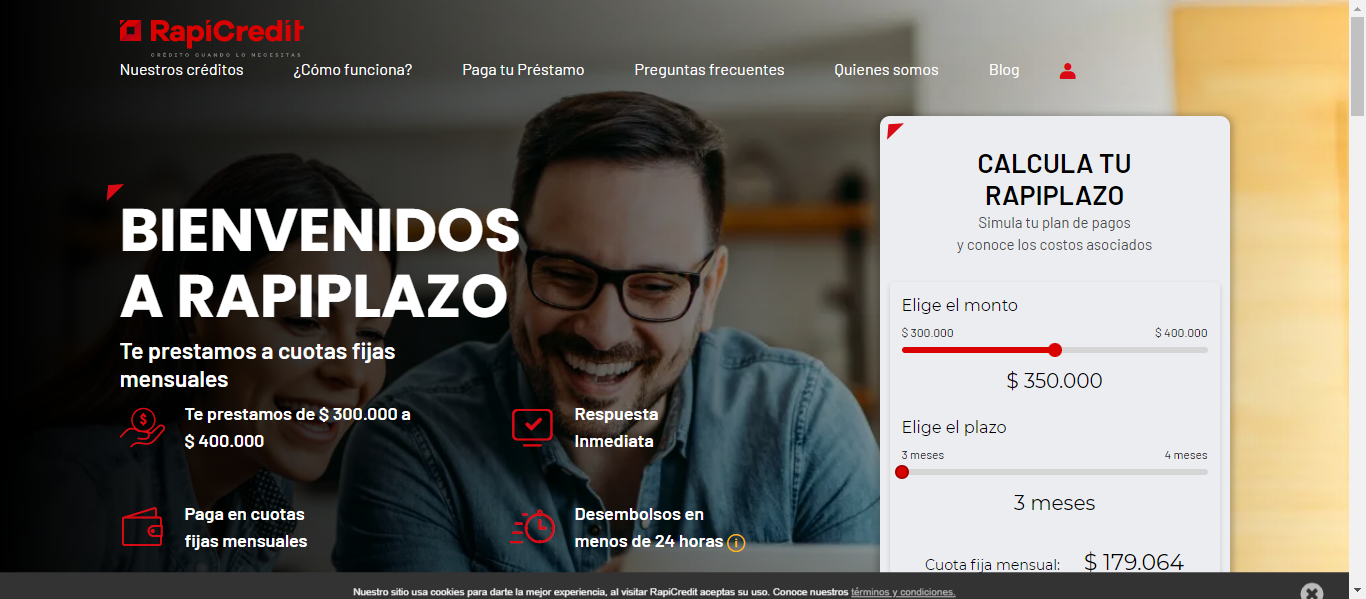 RapiCredit
CRÉDITO CUANDO LO NECESITAS
Nuestros créditos ¿Cómo funciona? Paga tu Préstamo Preguntas frecuentes Quienes somos Blog
BIENVENIDOS
A RAPIPLAZO
Te prestamos a cuotas fijas
mensuales
Te prestamos de $ 300.000 a
$ 400.000
Respuesta
Inmediata
Paga en cuotas
fijas mensuales
Desembolsos en
menos de 24 horas
CALCULA TU
RAPIPLAZO
Simula tu plan de pagos
y conoce los costos asociados
Elige el monto
$ 300.000 $ 400.000
$ 350.000
Elige el plazo
3 meses 4 meses
3 meses
Cuota fija mensual: $ 179.064
Nuestro sitio usa cookies para darte la mejor experiencia, al visitar RapiCredit aceptas su uso. Conoce nuestros términos y condiciones.